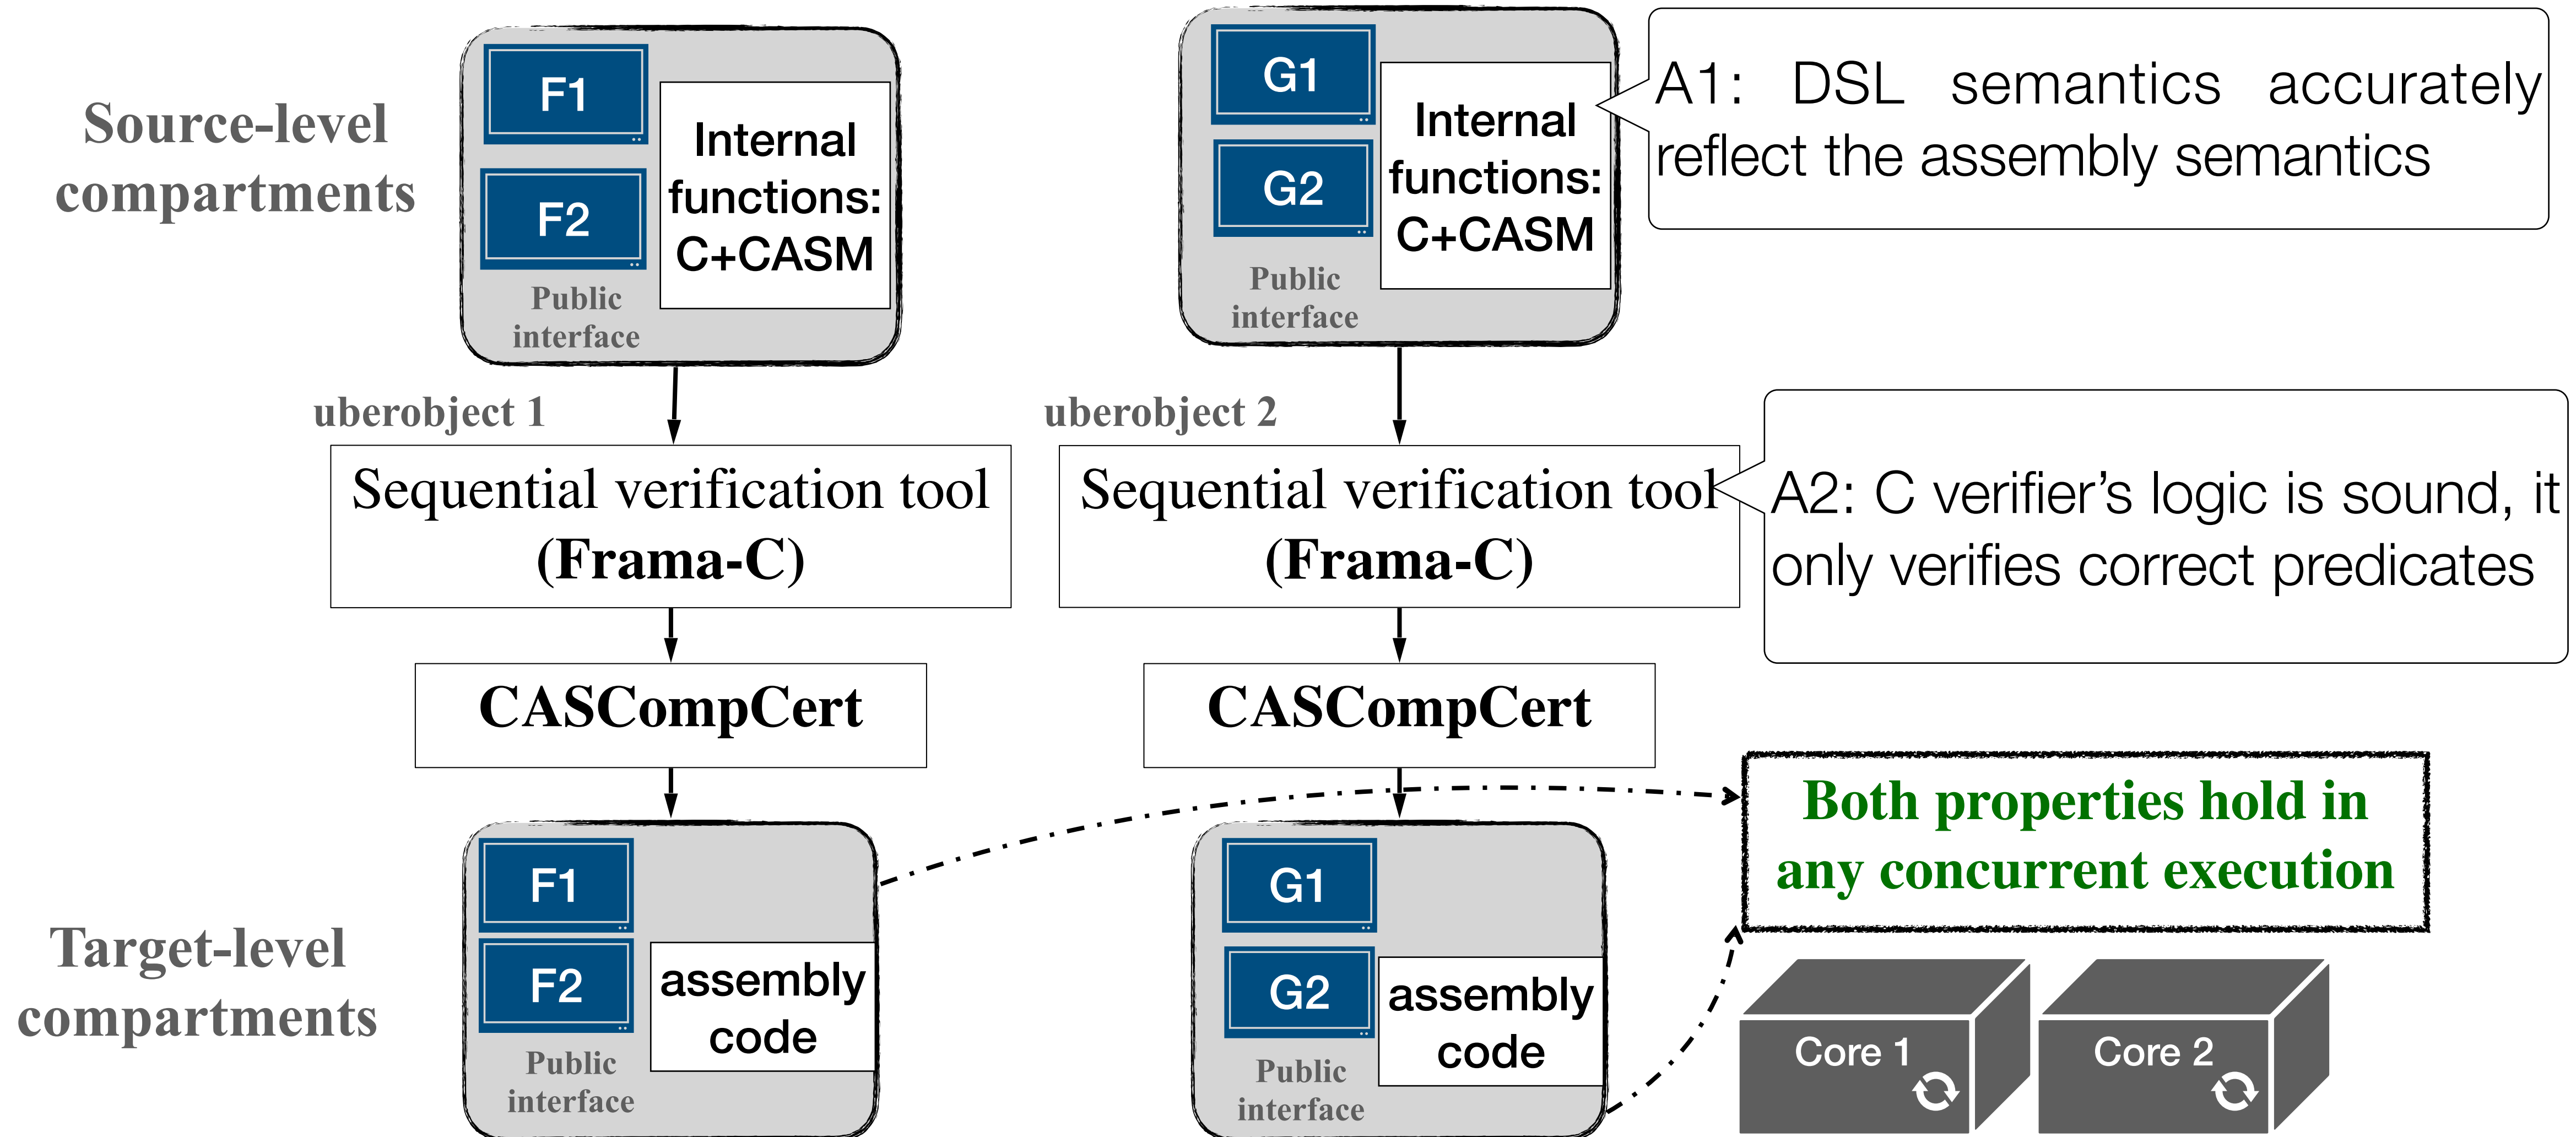 Source-level
compartments
F1
F2
Public
interface
Internal
functions:
C+CASM
G1
G2
Public
interface
Internal
functions:
C+CASM
A1: DSL semantics accurately
reflect the assembly semantics
uberobject 1
uberobject 2
Sequential verification tool
(Frama-C)
Sequential verification tool
(Frama-C)
A2: C verifier’s logic is sound, it
only verifies correct predicates
CASCompCert
CASCompCert
Target-level
compartments
F1
F2
Public
interface
assembly
code
G1
G2
Public
interface
assembly
code
Both properties hold in
any concurrent execution
Core 1
Core 2